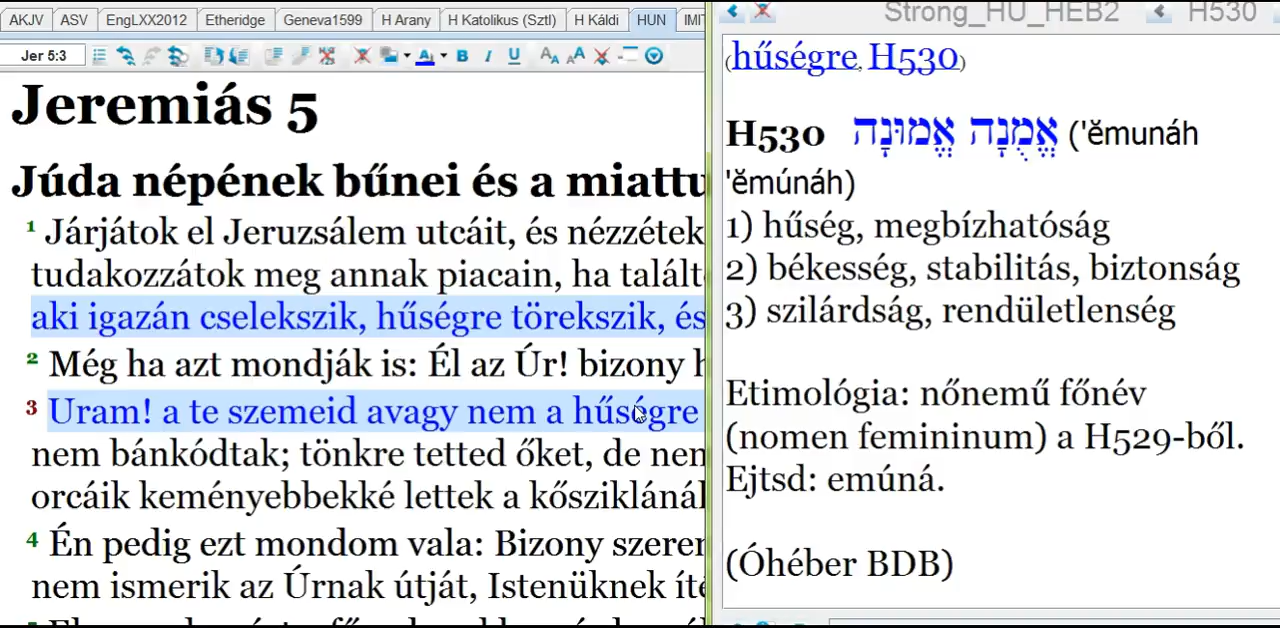 AKJV ASV EngLXX2012 Etheridge Geneva1599 H Arany H Katolikus (Sztl) H Káldi HUN
Jer 5:3
Jeremiás 5
Júda népének bűnei és a miattu
1 Járjátok el Jeruzsálem utcáit, és nézzétek
tudakozzátok meg annak piacain, ha találto
aki igazán cselekszik, hűségre törekszik, és
2 Még ha azt mondják is: Él az Úr! bizony h
3 Uram! a te szemeid avagy nem a hűségre
nem bánkódtak; tönkre tetted őket, de nem
orcáik keményebbekké lettek a kősziklánál
4 Én pedig ezt mondom vala: Bizony szeren
nem ismerik az Úrnak útját, Istenüknek íté
Strong_HU_HEB2 H530
(hűségre, H530)
H530 אֱמֻנָה אֱמוּנָה ('ĕmunáh
'ĕmúnáh)
1) hűség, megbízhatóság
2) békesség, stabilitás, biztonság
3) szilárdság, rendületlenség
Etimológia: nőnemű főnév
(nomen femininum) a H529-ből.
Ejtsd: emúná.
(Óhéber BDB)